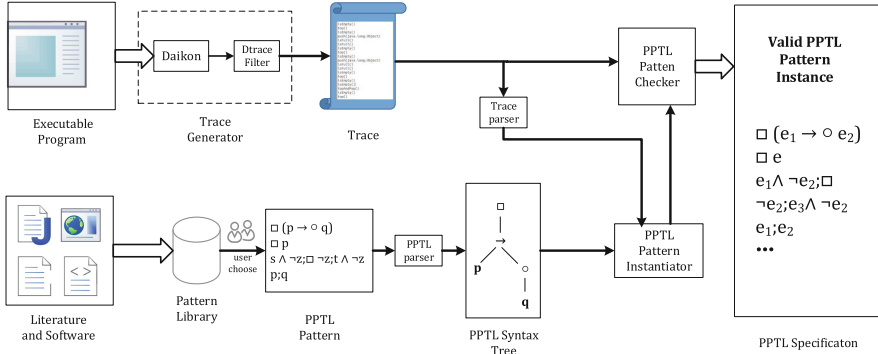 Executable
Program
Daikon
Dtrace
Filter
Trace
Generator
Trace
Trace
parser
PPTL
Patten
Checker
Valid PPTL
Pattern
Instance
□ (e₁ → ○ e₂)
□ e
e₁∧ ¬e₂;□
¬e₂;e₃∧ ¬e₂
e₁;e₂
•••
PPTL Specificaton
Literature
and Software
Pattern
Library
user
choose
□ (p → ○ q)
□ p
s ∧ ¬z;□ ¬z;t ∧ ¬z
p;q
PPTL
Pattern
PPTL
parser
□
→
p
○
q
PPTL Syntax
Tree
PPTL
Pattern
Instantiator